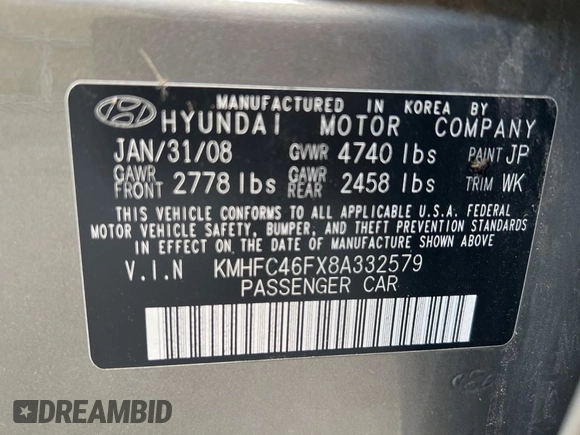 MANUFACTURED IN KOREA BY
HYUNDAI MOTOR COMPANY
JAN/31/08 GVWR 4740 lbs PAINT JP
GAWR FRONT 2778 lbs GAWR REAR 2458 lbs TRIM WK
THIS VEHICLE CONFORMS TO ALL APPLICABLE U.S.A. FEDERAL
MOTOR VEHICLE SAFETY, BUMPER, AND THEFT PREVENTION STANDARDS
IN EFFECT ON THE DATE OF MANUFACTURE SHOWN ABOVE.
V.I.N KMHFC46FX8A332579
PASSENGER CAR
DREAMBID